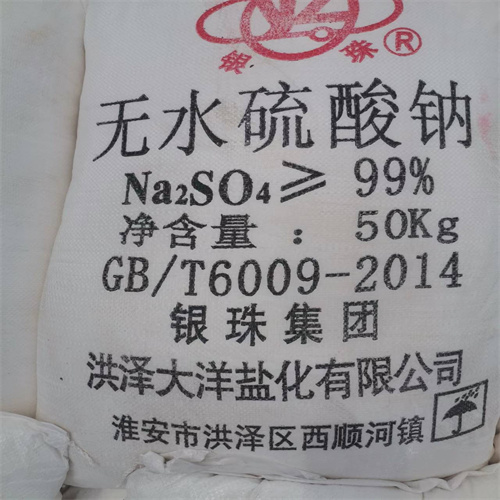 银珠®
无水硫酸钠
Na₂SO₄≥99%
净含量：50Kg
GB/T6009-2014
银珠集团
洪泽大洋盐化有限公司
淮安市洪泽区西顺河镇